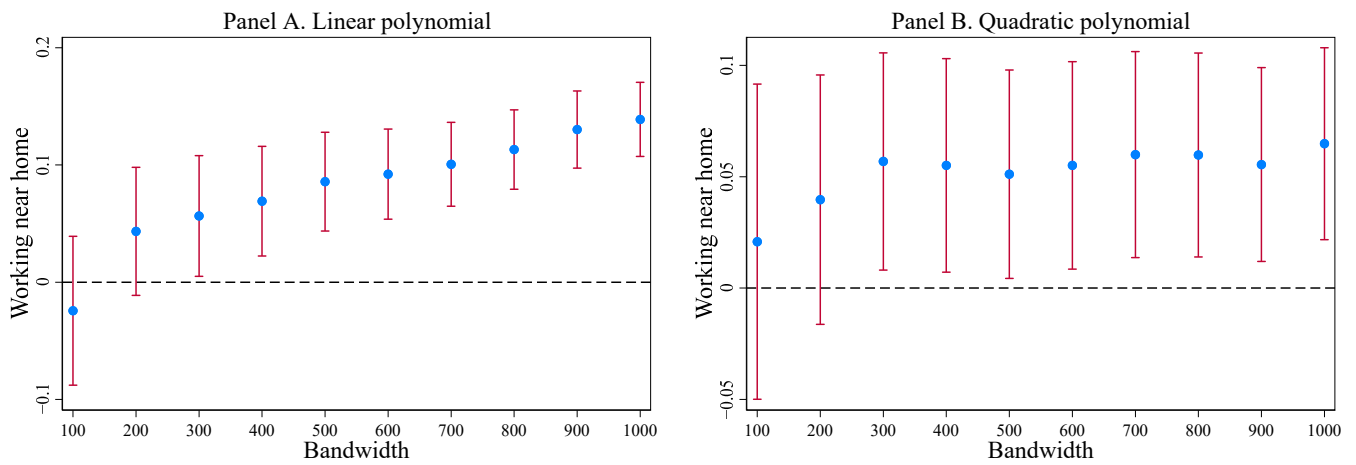 Panel A. Linear polynomial
Working near home
0.2
0.1
0
−0.1
100 200 300 400 500 600 700 800 900 1000
Bandwidth
Panel B. Quadratic polynomial
Working near home
0.1
0.05
0
−0.05
100 200 300 400 500 600 700 800 900 1000
Bandwidth